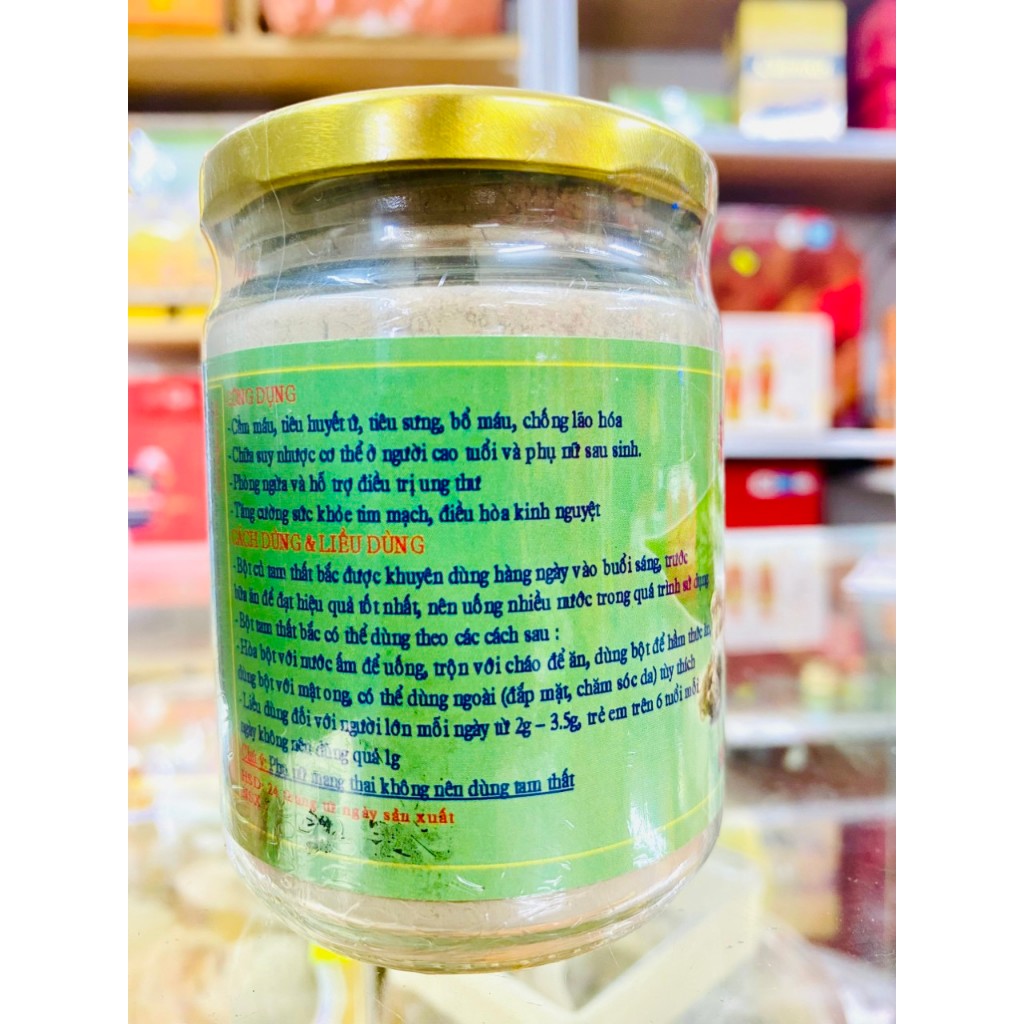 CÔNG DỤNG
-Cầm máu, tiêu huyết ứ, tiêu sưng, bổ máu, chống lão hóa
-Chữa suy nhược cơ thể ở người cao tuổi và phụ nữ sau sinh.
-Phòng ngừa và hỗ trợ điều trị ung thư
-Tăng cường sức khỏe tim mạch, điều hòa kinh nguyệt
CÁCH DÙNG & LIỀU DÙNG
-Bột củ tam thất bắc được khuyên dùng hàng ngày vào buổi sáng, trước
bữa ăn để đạt hiệu quả tốt nhất, nên uống nhiều nước trong quá trình sử dụng
-Bột tam thất bắc có thể dùng theo các cách sau :
-Hòa bột với nước ấm để uống, trộn với cháo để ăn, dùng bột để hầm thức ăn,
dùng bột với mật ong, có thể dùng ngoài (đắp mặt, chăm sóc da) tùy thích
-Liều dùng đối với người lớn mỗi ngày từ 2g – 3.5g, trẻ em trên 6 tuổi mỗi
ngày không nên dùng quá 1g
Chú ý: Phụ nữ mang thai không nên dùng tam thất
HSD: 24 tháng từ ngày sản xuất
NSX